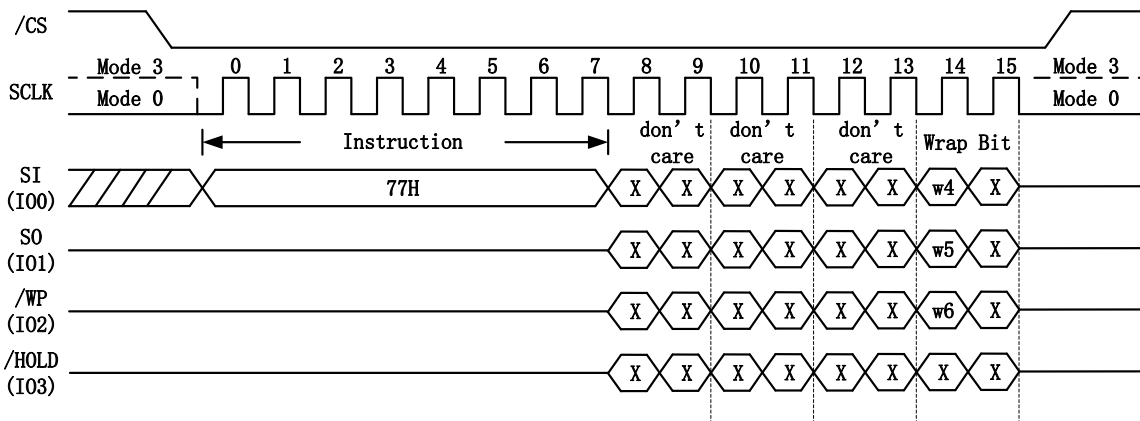 /CS
Mode 3 0 1 2 3 4 5 6 7 8 9 10 11 12 13 14 15 Mode 3
SCLK
Mode 0 Mode 0
Instruction
don't care don't care don't care Wrap Bit
SI
(IO0)
77H X X X X X X w4 X
SO
(IO1)
X X X X X X w5 X
/WP
(IO2)
X X X X X X w6 X
/HOLD
(IO3)
X X X X X X X X